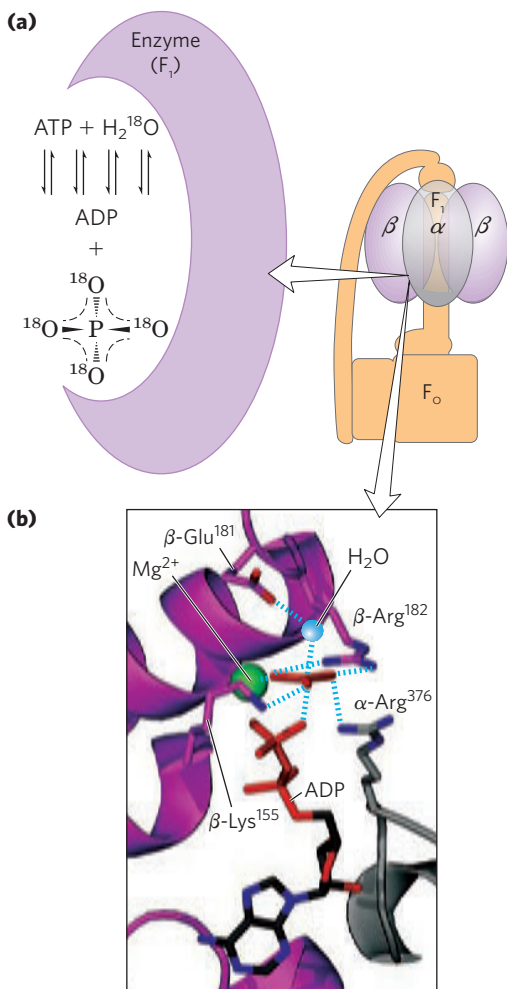 (a)
Enzyme
(F₁)
ATP + H₂¹⁸O
ADP
+
¹⁸O
¹⁸O P ¹⁸O
¹⁸O
F₁
β α β
Fₒ
(b)
β-Glu¹⁸¹
Mg²⁺
H₂O
β-Arg¹⁸²
α-Arg³⁷⁶
ADP
β-Lys¹⁵⁵